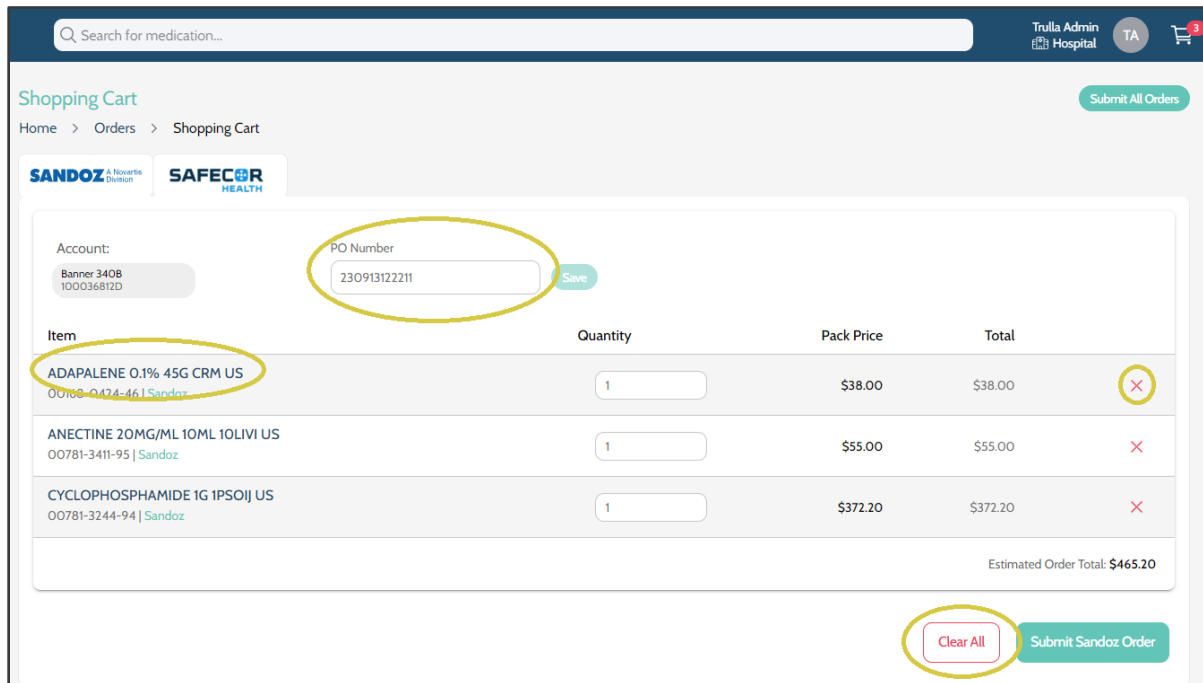 Search for medication...
Trulla Admin
Hospital
TA
3
Shopping Cart
Submit All Orders
Home > Orders > Shopping Cart
SANDOZ A Novartis Division
SAFECOR HEALTH
Account:
PO Number
Banner 340B
100036812D
230913122211
Save
Item Quantity Pack Price Total
ADAPALENE 0.1% 45G CRM US
00168-0424-46 | Sandoz
1 $38.00 $38.00
ANECTINE 20MG/ML 10ML 10LIVI US
00781-3411-95 | Sandoz
1 $55.00 $55.00
CYCLOPHOSPHAMIDE 1G 1PSOIJ US
00781-3244-94 | Sandoz
1 $372.20 $372.20
Estimated Order Total: $465.20
Clear All
Submit Sandoz Order